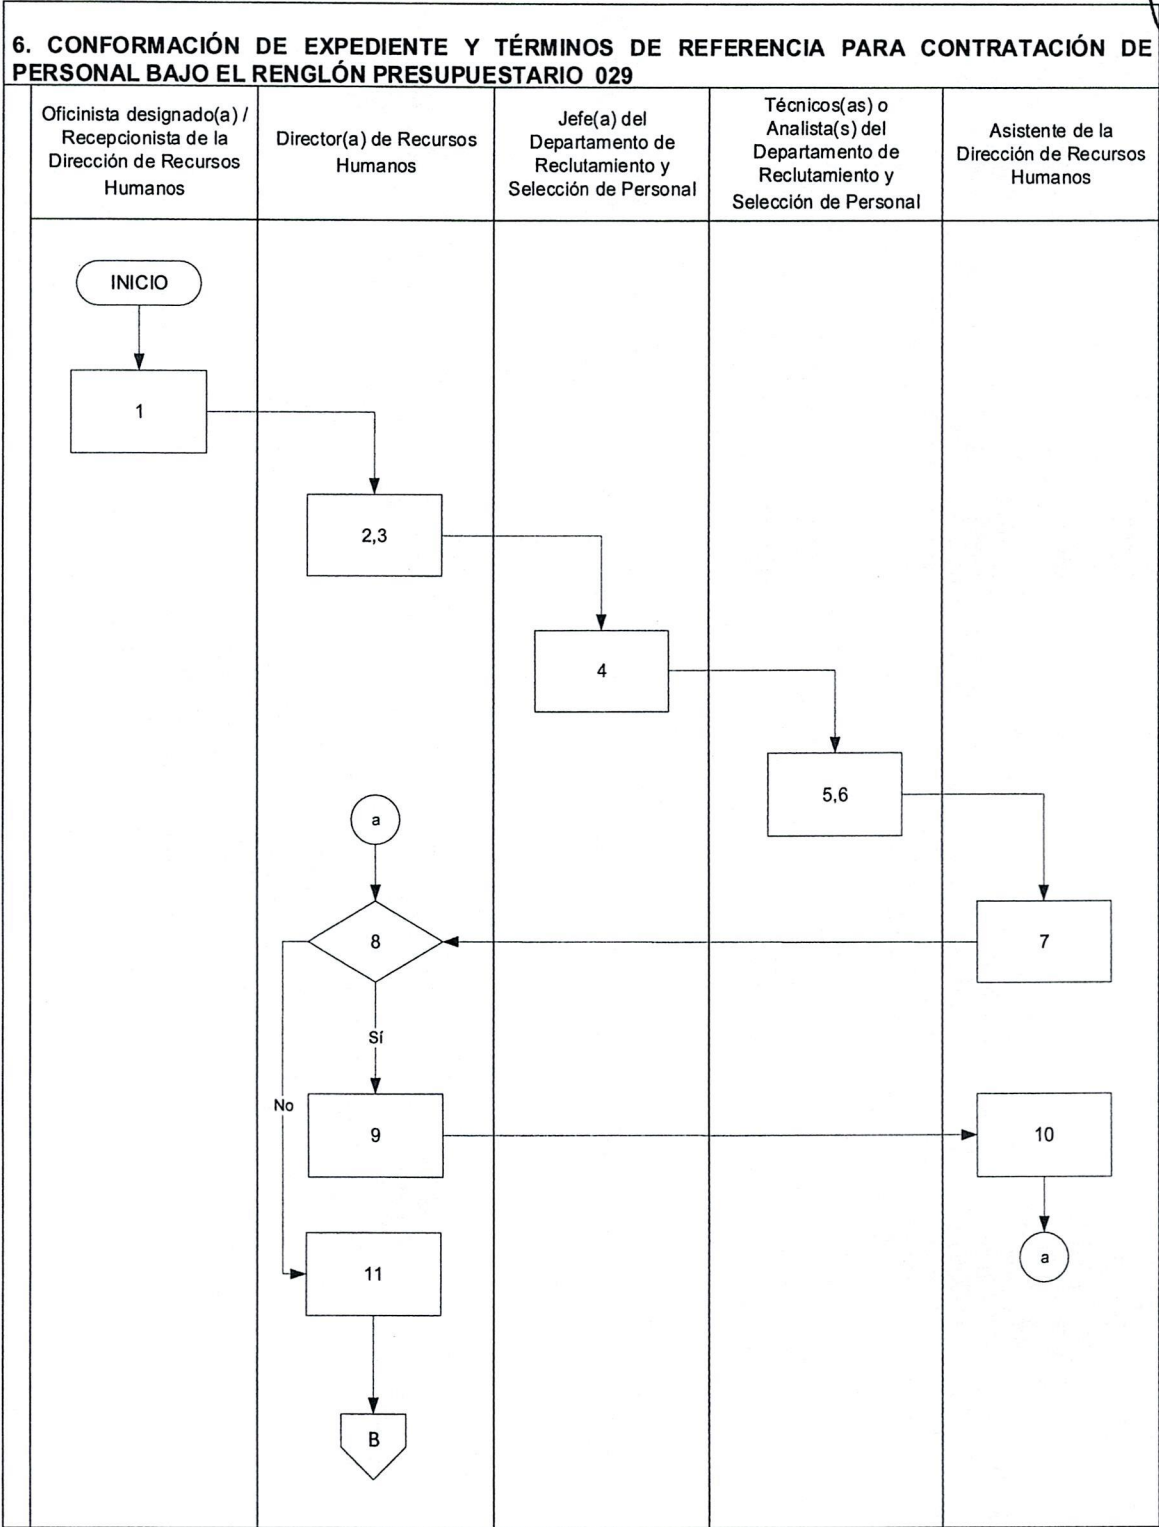 6. CONFORMACIÓN DE EXPEDIENTE Y TÉRMINOS DE REFERENCIA PARA CONTRATACIÓN DE
PERSONAL BAJO EL RENGLÓN PRESUPUESTARIO 029
Oficinista designado(a) /
Recepcionista de la
Dirección de Recursos
Humanos
Director(a) de Recursos
Humanos
Jefe(a) del
Departamento de
Reclutamiento y
Selección de Personal
Técnicos(as) o
Analista(s) del
Departamento de
Reclutamiento y
Selección de Personal
Asistente de la
Dirección de Recursos
Humanos
INICIO
1
2,3
4
5,6
a
8
7
Sí
No
9
10
11
a
B